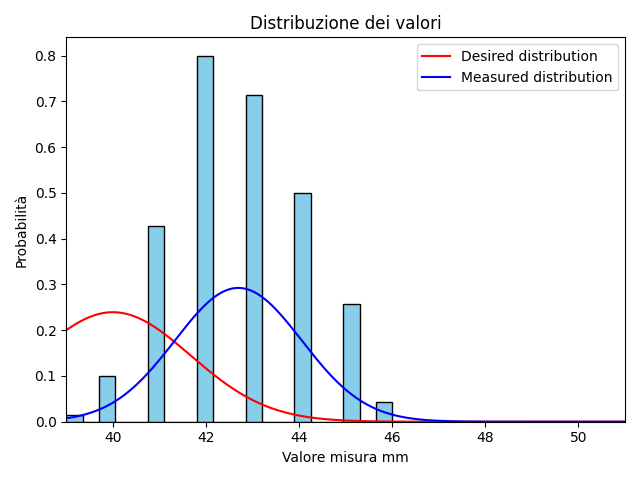 Distribuzione dei valori
Desired distribution
Measured distribution
Probabilità
0.8
0.7
0.6
0.5
0.4
0.3
0.2
0.1
0.0
40 42 44 46 48 50
Valore misura mm